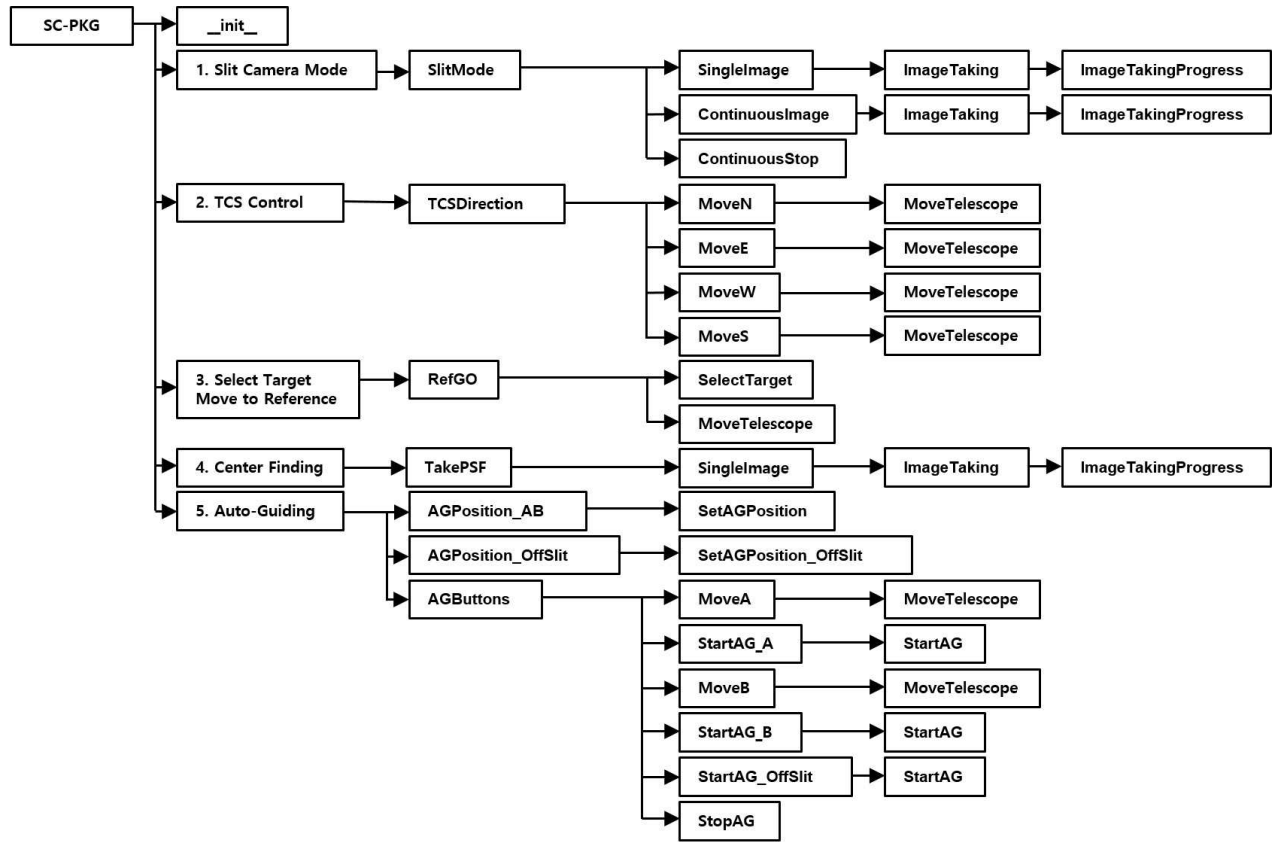 SC-PKG
__init_
1. Slit Camera Mode
SlitMode
SingleImage
ImageTaking
ImageTakingProgress
ContinuousImage
ImageTaking
ImageTakingProgress
ContinuousStop
2. TCS Control
TCSDirection
MoveN
MoveTelescope
MoveE
MoveTelescope
MoveW
MoveTelescope
MoveS
MoveTelescope
3. Select Target
Move to Reference
RefGO
SelectTarget
MoveTelescope
4. Center Finding
TakePSF
SingleImage
ImageTaking
ImageTakingProgress
5. Auto-Guiding
AGPosition_AB
SetAGPosition
AGPosition_OffSlit
SetAGPosition_OffSlit
AGButtons
MoveA
MoveTelescope
StartAG_A
StartAG
MoveB
MoveTelescope
StartAG_B
StartAG
StartAG_OffSlit
StartAG
StopAG